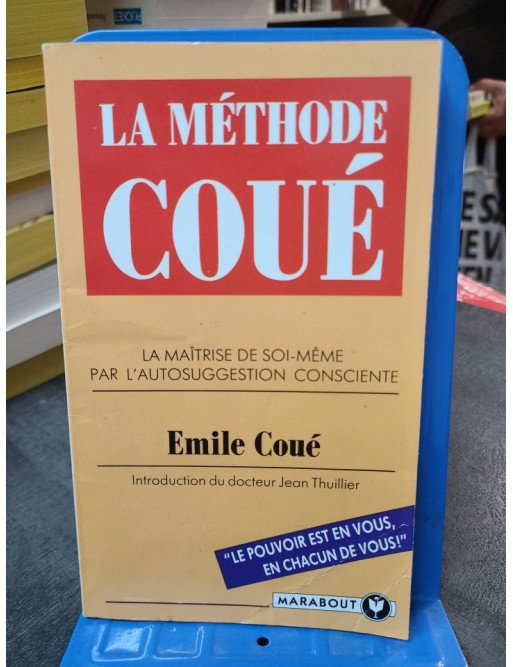 LA MÉTHODE
COUÉ
LA MAÎTRISE DE SOI-MÊME
PAR L'AUTOSUGGESTION CONSCIENTE
Emile Coué
Introduction du docteur Jean Thuillier
"LE POUVOIR EST EN VOUS,
EN CHACUN DE VOUS!"
MARABOUT